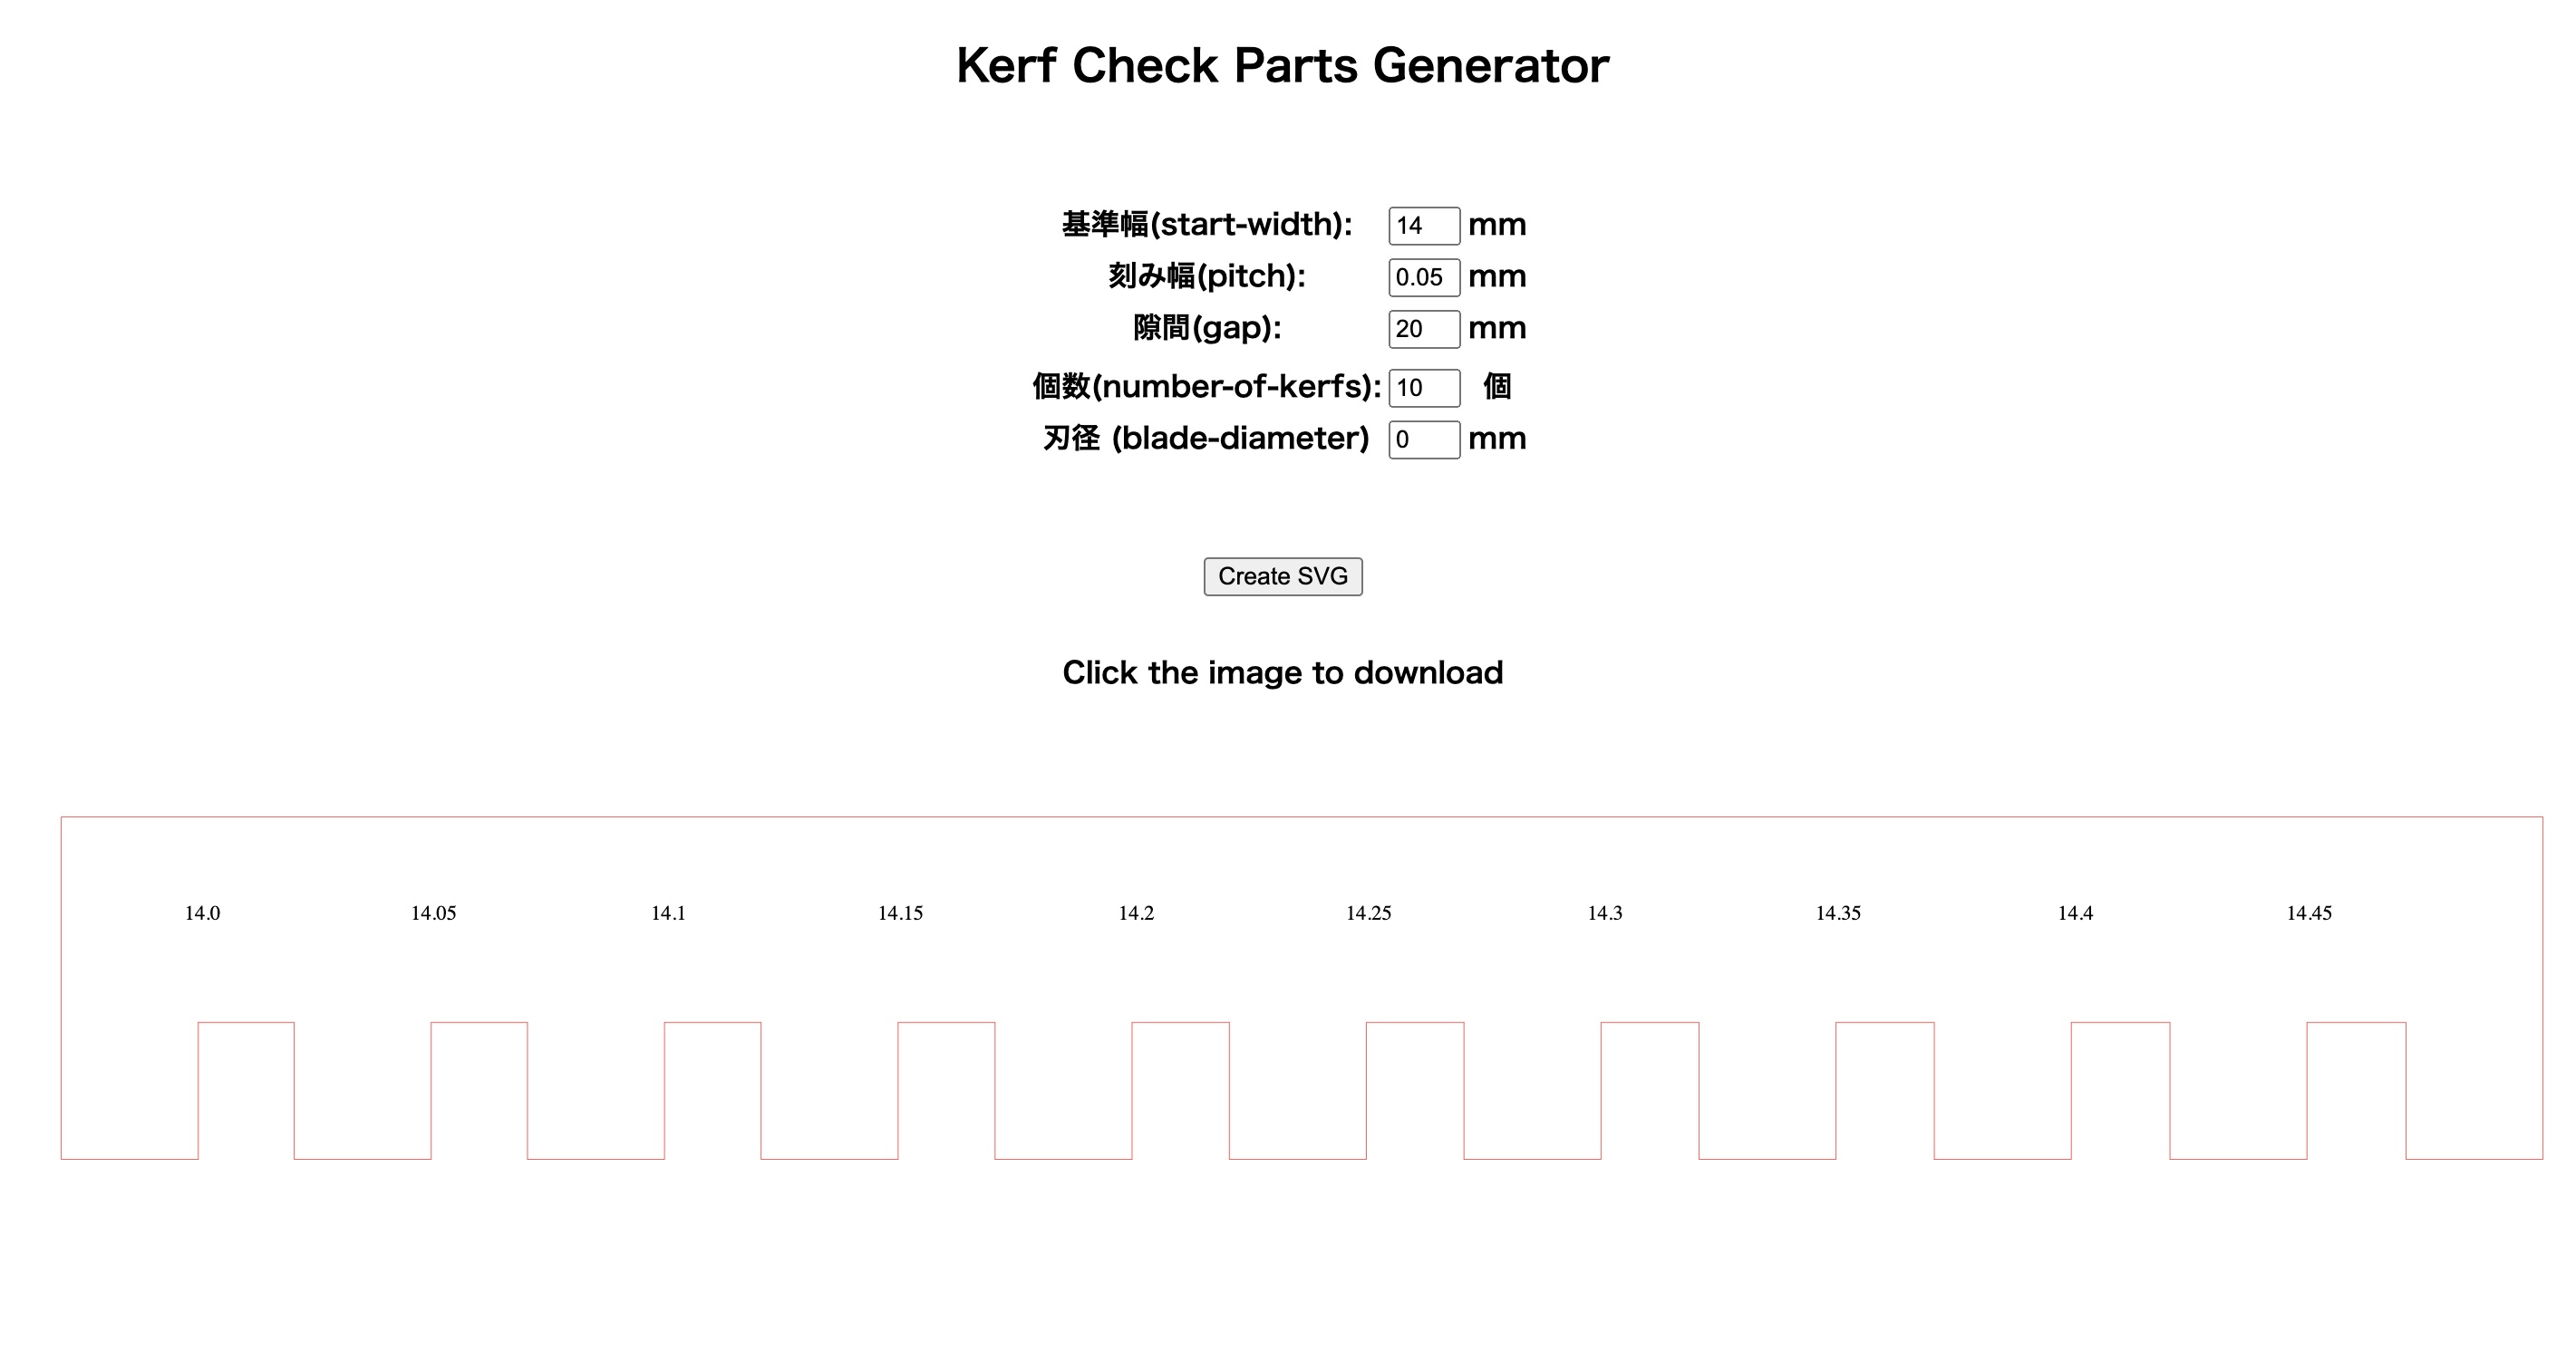 Kerf Check Parts Generator
基準幅(start-width): 14 mm
刻み幅(pitch): 0.05 mm
隙間(gap): 20 mm
個数(number-of-kerfs): 10 個
刃径 (blade-diameter) 0 mm
Create SVG
Click the image to download
14.0 14.05 14.1 14.15 14.2 14.25 14.3 14.35 14.4 14.45